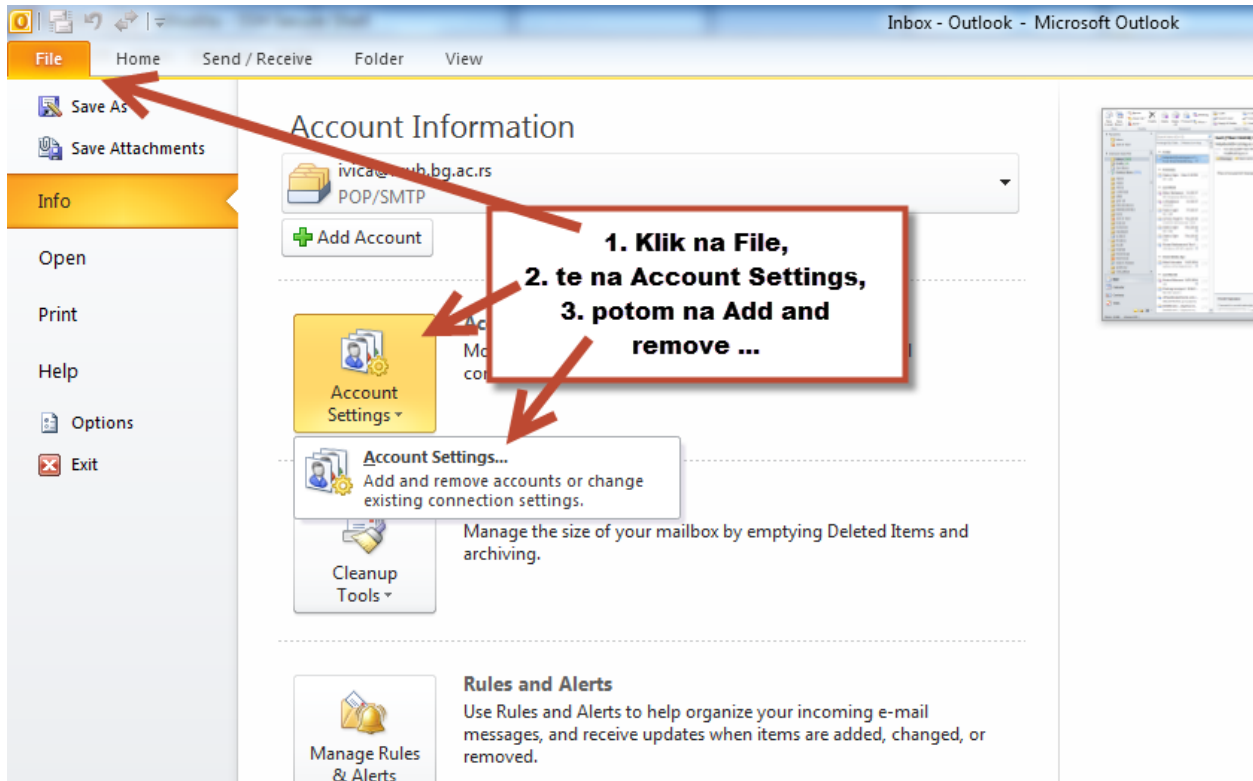 Inbox - Outlook - Microsoft Outlook
File Home Send / Receive Folder View
Save As
Save Attachments
Info
Open
Print
Help
Options
Exit
Account Information
bg.ac.rs
POP/SMTP
Add Account
1. Klik na File,
2. te na Account Settings,
3. potom na Add and
remove ...
Account
Settings
Account Settings...
Add and remove accounts or change
existing connection settings.
Manage the size of your mailbox by emptying Deleted Items and
archiving.
Cleanup
Tools
Rules and Alerts
Use Rules and Alerts to help organize your incoming e-mail
messages, and receive updates when items are added, changed, or
removed.
Manage Rules
& Alerts